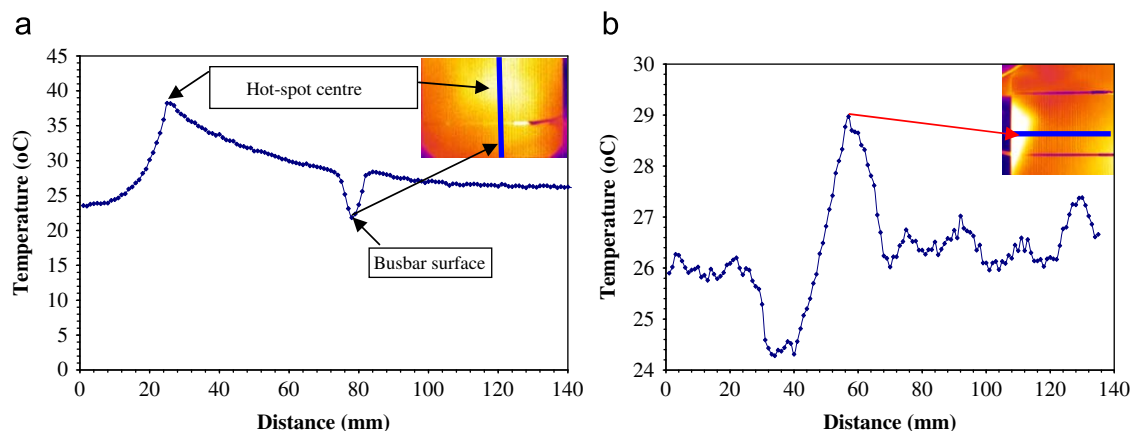 a
45
40
35
30
25
20
15
10
5
0
0 20 40 60 80 100 120 140
Temperature (oC)
Distance (mm)
Hot-spot centre
Busbar surface
b
30
29
28
27
26
25
24
0 20 40 60 80 100 120 140
Temperature (oC)
Distance (mm)